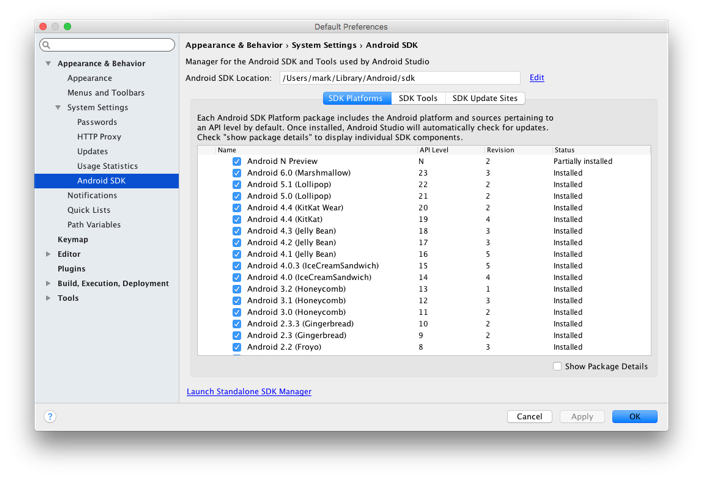 Default Preferences
Appearance & Behavior
Appearance
Menus and Toolbars
System Settings
Passwords
HTTP Proxy
Updates
Usage Statistics
Android SDK
Notifications
Quick Lists
Path Variables
Keymap
Editor
Plugins
Build, Execution, Deployment
Tools
Appearance & Behavior › System Settings › Android SDK
Manager for the Android SDK and Tools used by Android Studio
Android SDK Location: /Users/mark/Library/Android/sdk Edit
SDK Platforms SDK Tools SDK Update Sites
Each Android SDK Platform package includes the Android platform and sources pertaining to
an API level by default. Once installed, Android Studio will automatically check for updates.
Check "show package details" to display individual SDK components.
Name API Level Revision Status
Android N Preview N 2 Partially installed
Android 6.0 (Marshmallow) 23 3 Installed
Android 5.1 (Lollipop) 22 2 Installed
Android 5.0 (Lollipop) 21 2 Installed
Android 4.4 (KitKat Wear) 20 2 Installed
Android 4.4 (KitKat) 19 4 Installed
Android 4.3 (Jelly Bean) 18 3 Installed
Android 4.2 (Jelly Bean) 17 3 Installed
Android 4.1 (Jelly Bean) 16 5 Installed
Android 4.0.3 (IceCreamSandwich) 15 5 Installed
Android 4.0 (IceCreamSandwich) 14 4 Installed
Android 3.2 (Honeycomb) 13 1 Installed
Android 3.1 (Honeycomb) 12 3 Installed
Android 3.0 (Honeycomb) 11 2 Installed
Android 2.3.3 (Gingerbread) 10 2 Installed
Android 2.3 (Gingerbread) 9 2 Installed
Android 2.2 (Froyo) 8 3 Installed
Show Package Details
Launch Standalone SDK Manager
? Cancel Apply OK